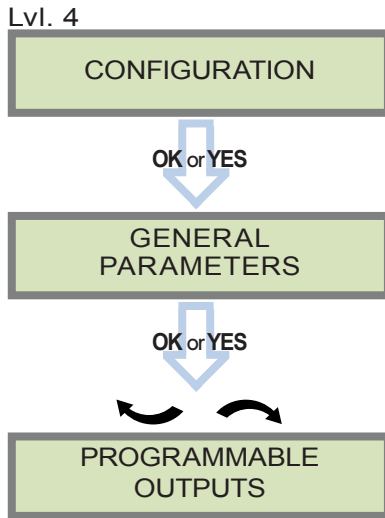 Lvl. 4
CONFIGURATION
OK or YES
GENERAL
PARAMETERS
OK or YES
PROGRAMMABLE
OUTPUTS